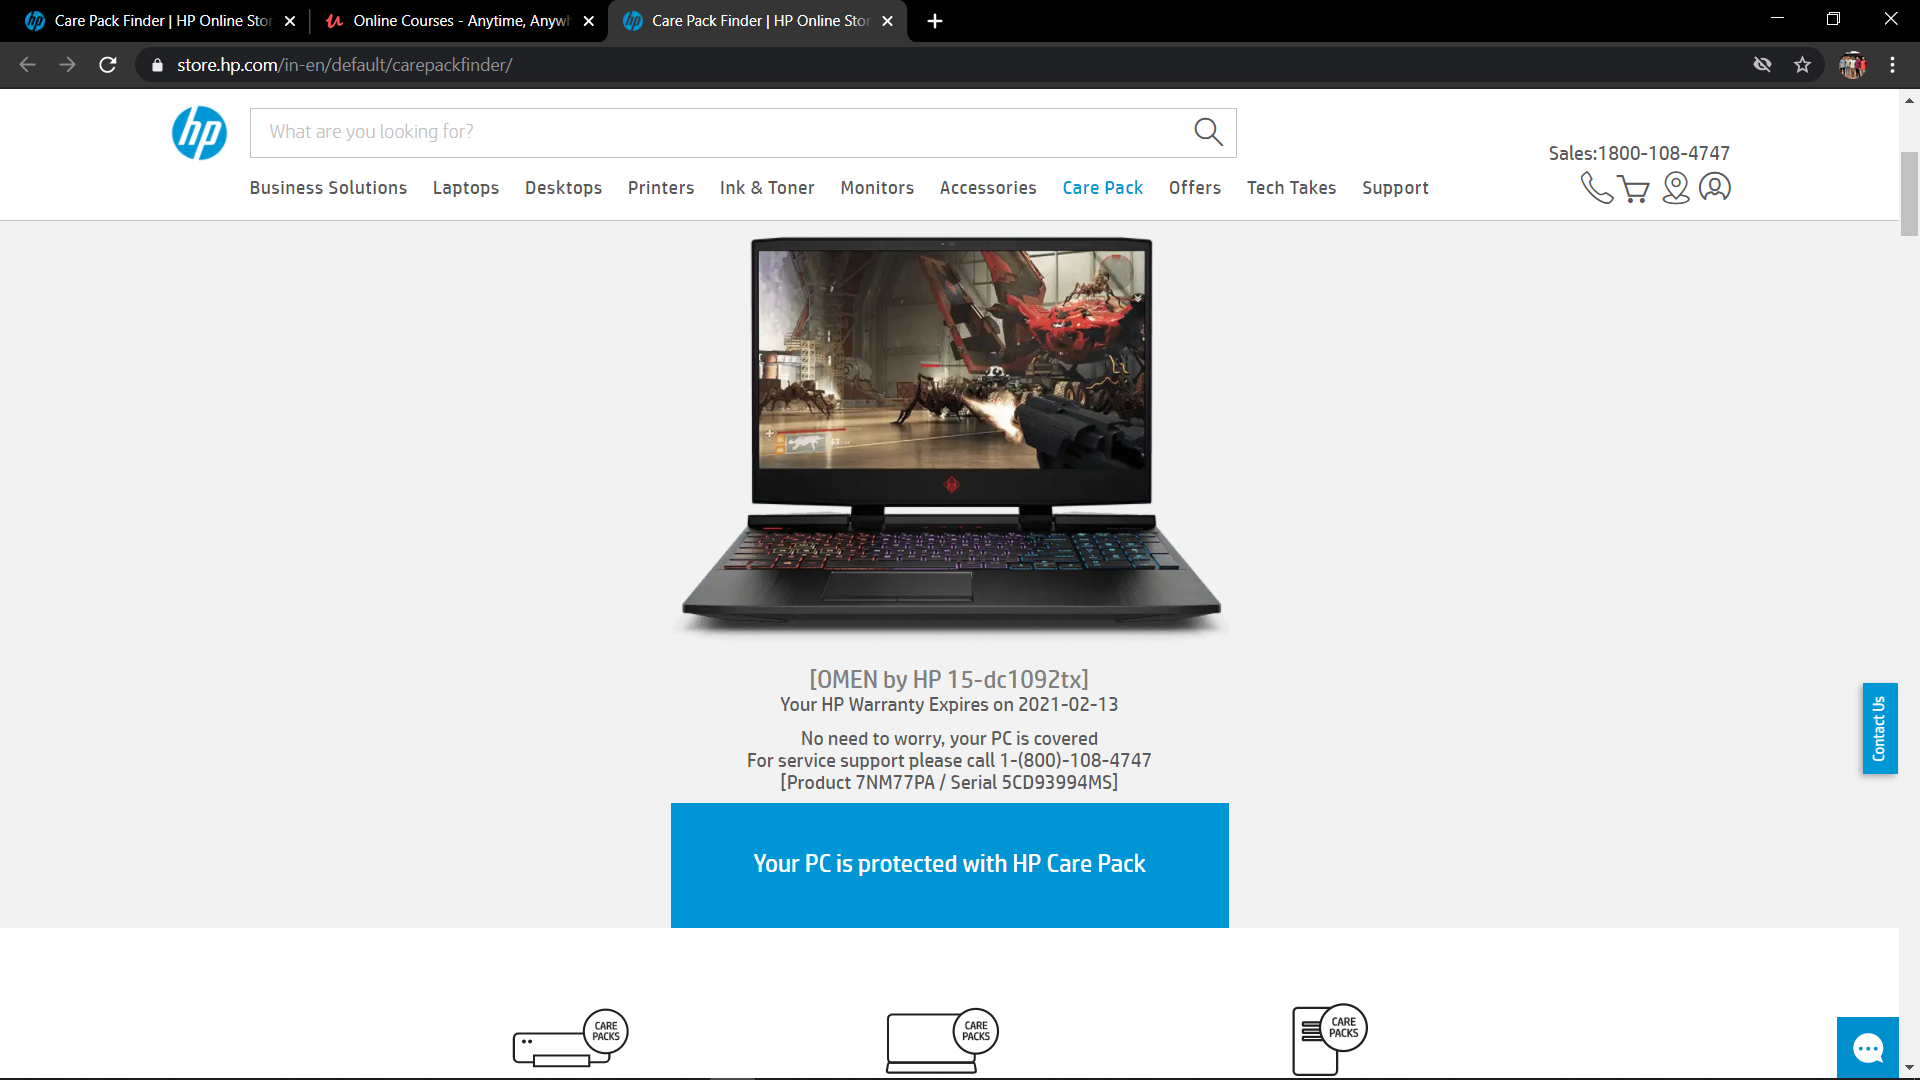 Care Pack Finder | HP Online Stor
Online Courses - Anytime, Anywh
Care Pack Finder | HP Online Stor
store.hp.com/in-en/default/carepackfinder/
hp
What are you looking for?
Sales:1800-108-4747
Business Solutions Laptops Desktops Printers Ink & Toner Monitors Accessories Care Pack Offers Tech Takes Support
[OMEN by HP 15-dc1092tx]
Your HP Warranty Expires on 2021-02-13
No need to worry, your PC is covered
For service support please call 1-(800)-108-4747
[Product 7NM77PA / Serial 5CD93994MS]
Contact Us
Your PC is protected with HP Care Pack
CARE
PACKS
CARE
PACKS
CARE
PACKS